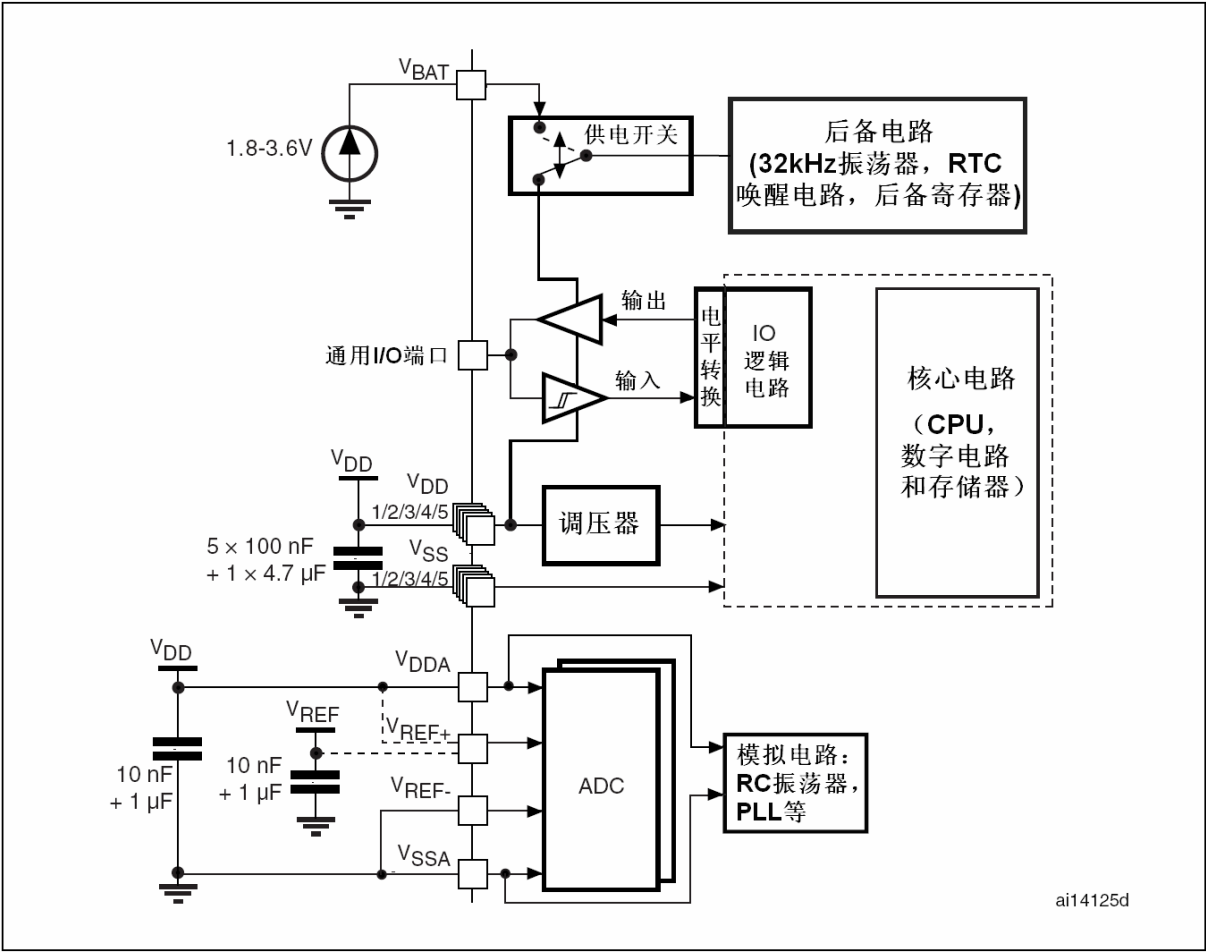 VBAT
1.8-3.6V
供电开关
后备电路
(32kHz振荡器，RTC
唤醒电路，后备寄存器)
输出
通用I/O端口
输入
电
平
转
换
IO
逻辑
电路
核心电路
（CPU，
数字电路
和存储器）
VDD
VDD
1/2/3/4/5
调压器
5 × 100 nF
+ 1 × 4.7 µF
VSS
1/2/3/4/5
VDD
VDDA
VREF
VREF+
10 nF
+ 1 µF
10 nF
+ 1 µF
VREF-
VSSA
ADC
模拟电路：
RC振荡器，
PLL等
ai14125d